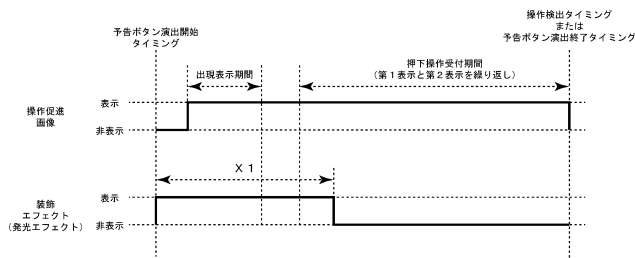 操作検出タイミング
または
予告ボタン演出終了タイミング
予告ボタン演出開始
タイミング
出現表示期間
押下操作受付期間
（第１表示と第２表示を繰り返し）
操作促進
画像
表示
非表示
Ｘ１
装飾
エフェクト
（発光エフェクト）
表示
非表示